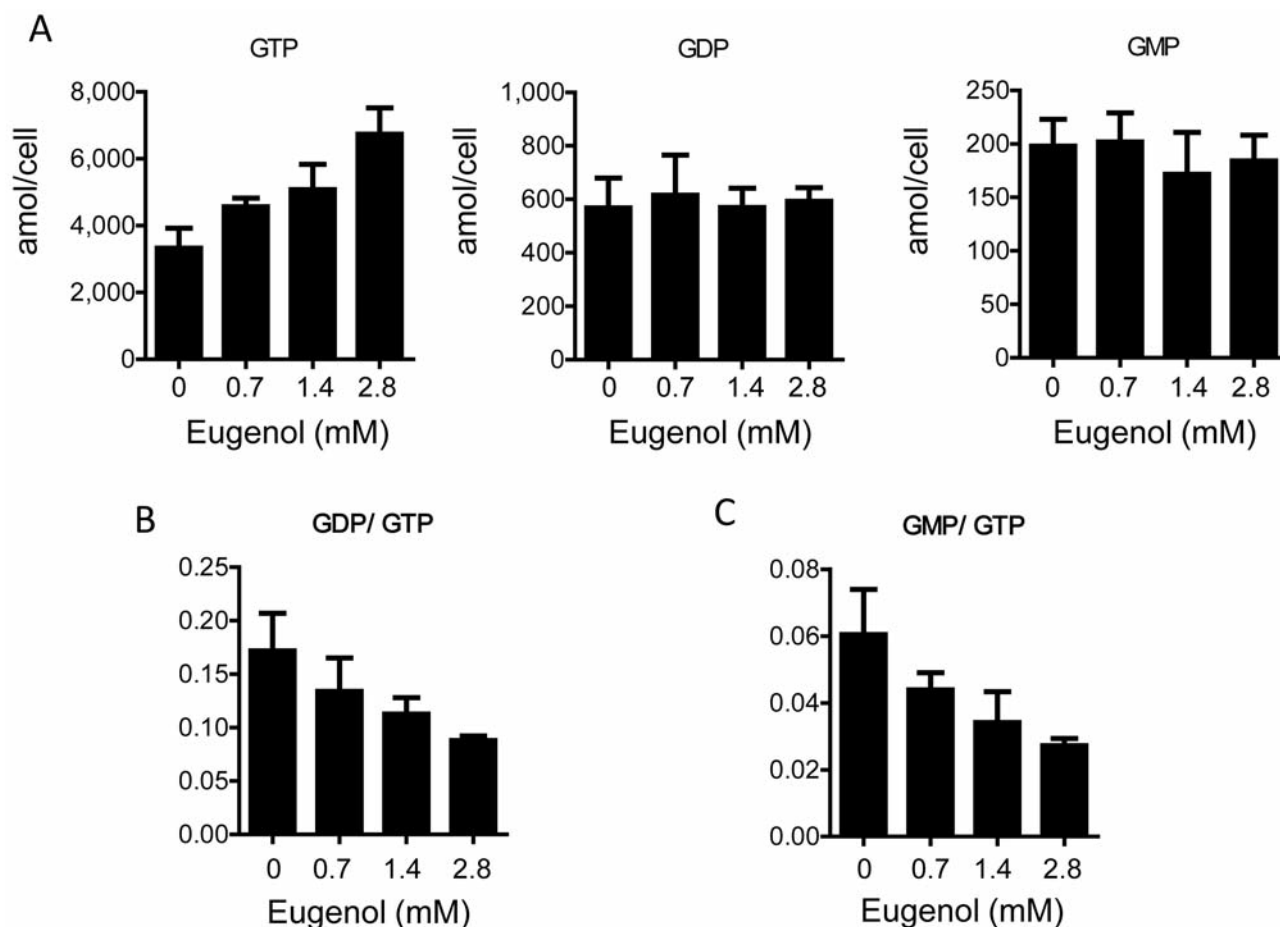 A
GTP
amol/cell
8,000
6,000
4,000
2,000
0
0 0.7 1.4 2.8
Eugenol (mM)
GDP
amol/cell
1,000
800
600
400
200
0
0 0.7 1.4 2.8
Eugenol (mM)
GMP
amol/cell
250
200
150
100
50
0
0 0.7 1.4 2.8
Eugenol (mM)
B
GDP/ GTP
0.25
0.20
0.15
0.10
0.05
0.00
0 0.7 1.4 2.8
Eugenol (mM)
C
GMP/ GTP
0.08
0.06
0.04
0.02
0.00
0 0.7 1.4 2.8
Eugenol (mM)